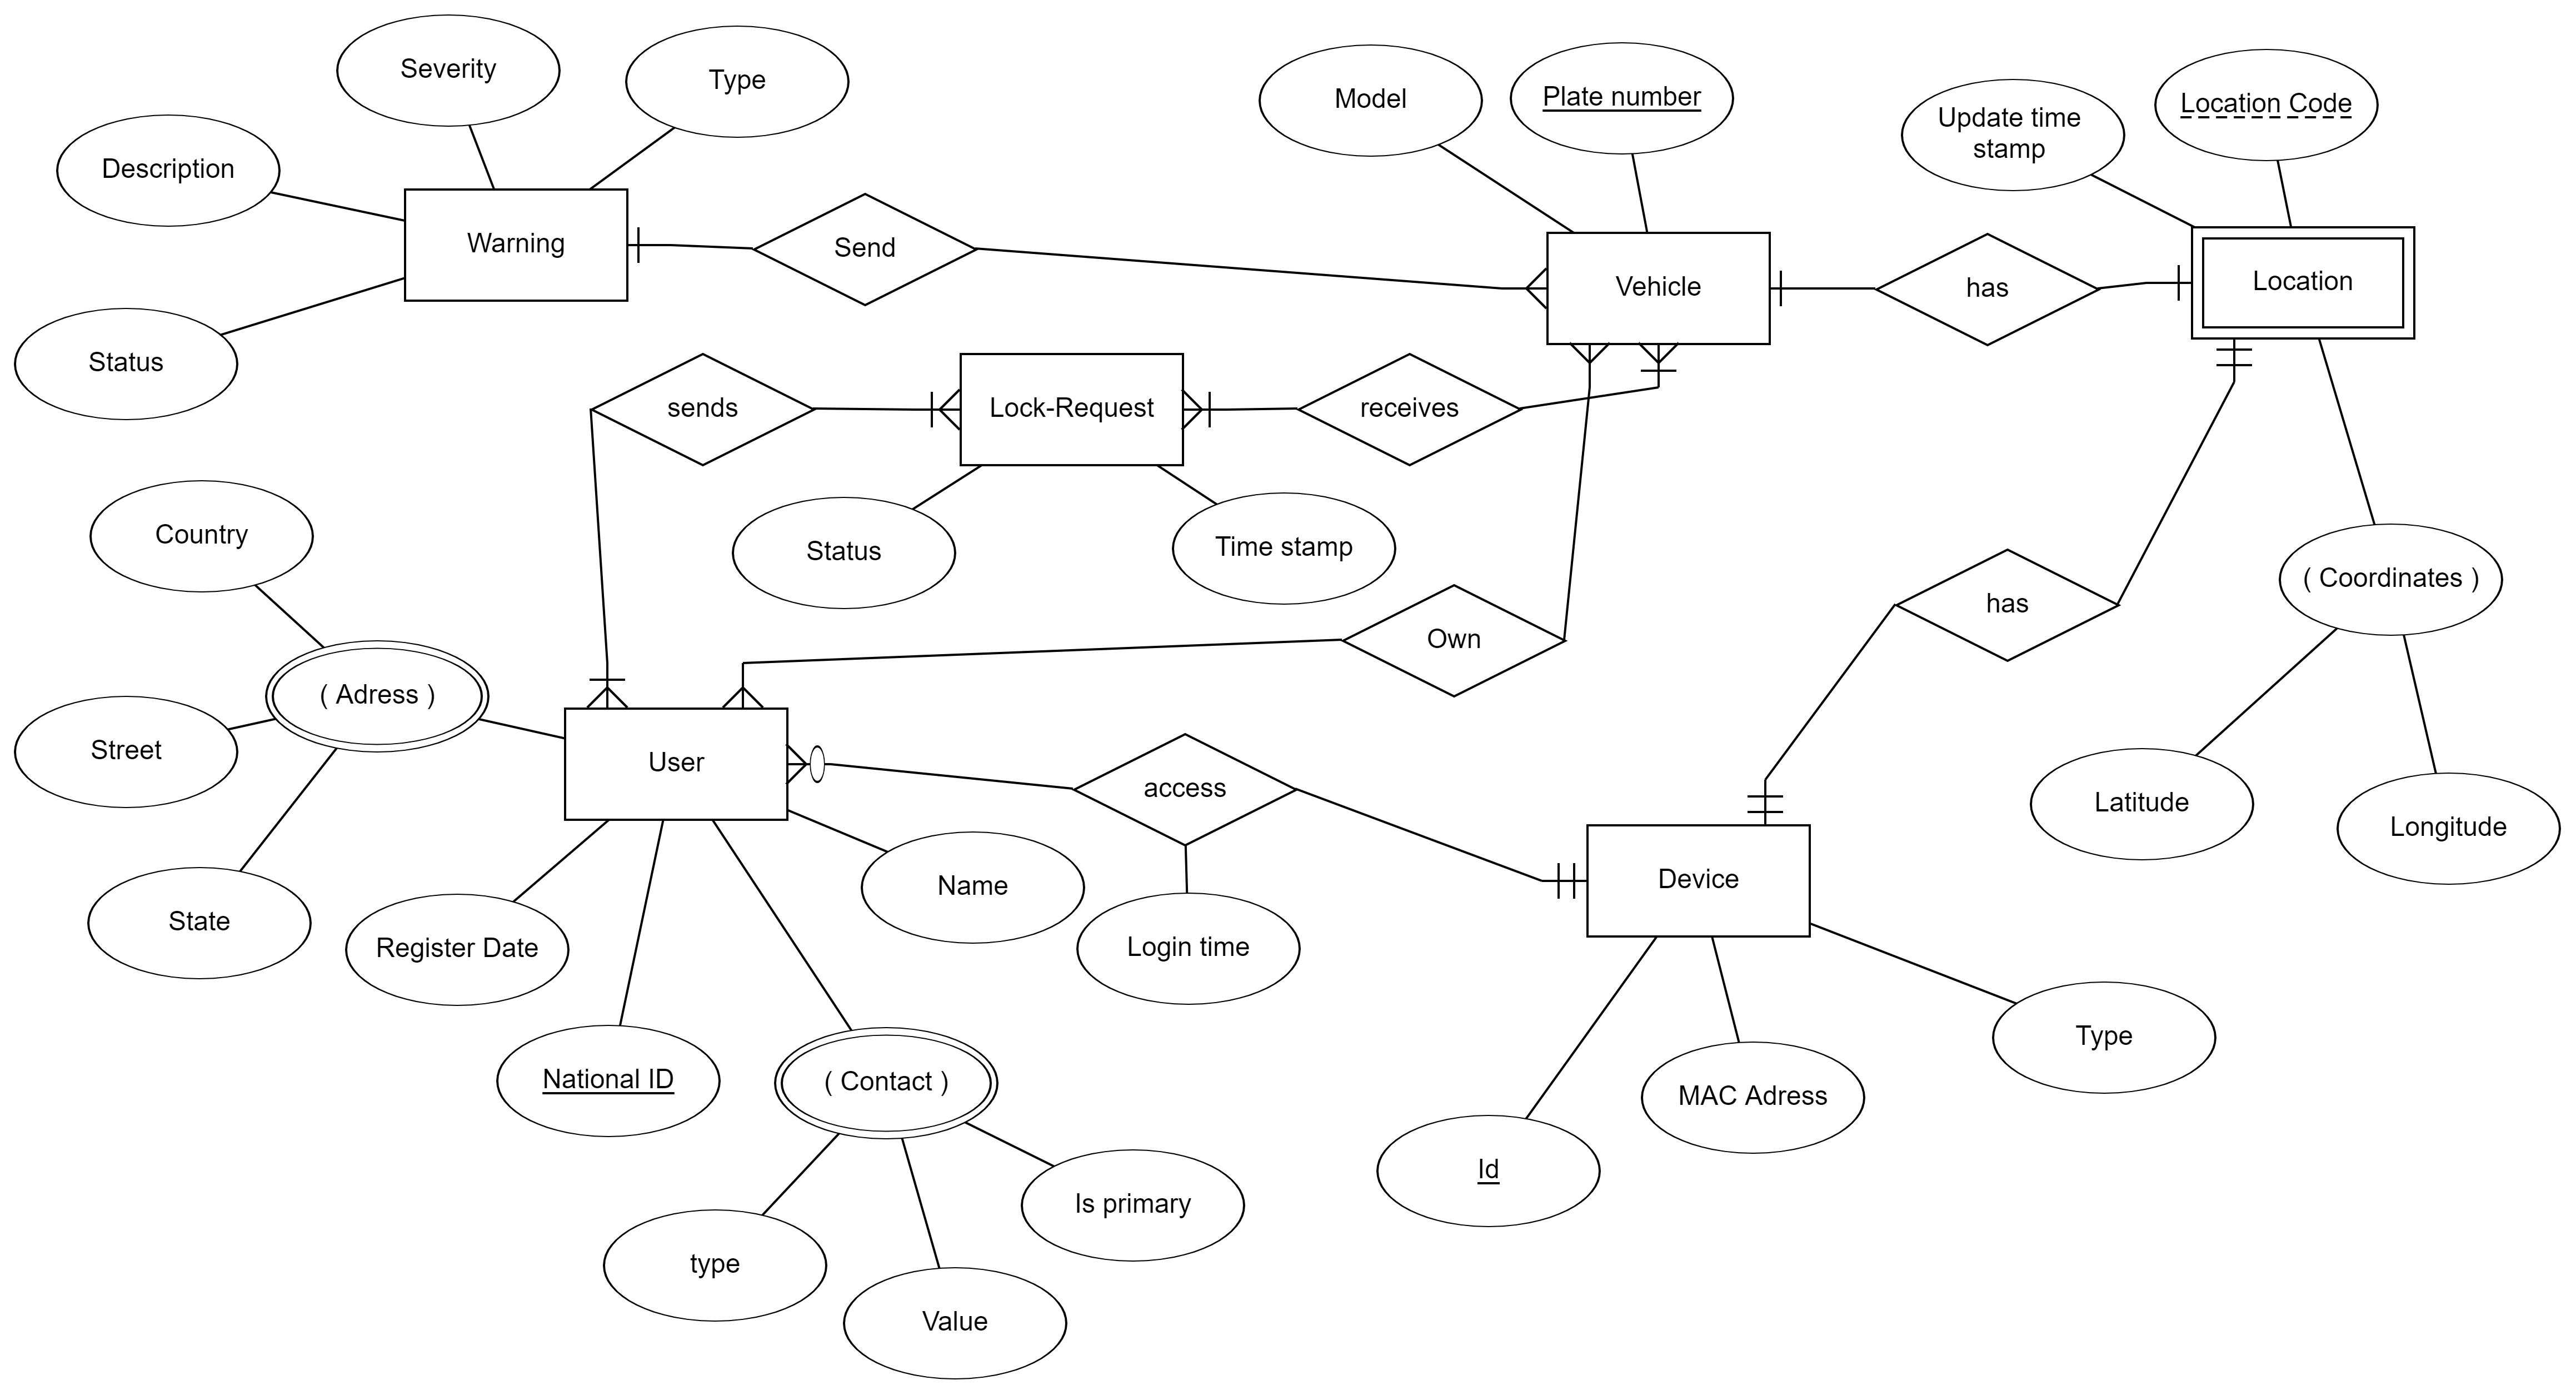 Severity
Type
Model
Plate number
Location Code
Update time
stamp
Description
Warning
Send
Vehicle
has
Location
Status
sends
Lock-Request
receives
Country
Status
Time stamp
( Coordinates )
has
Own
( Adress )
Street
User
access
Latitude
Longitude
Device
Name
State
Register Date
Login time
Type
National ID
( Contact )
MAC Adress
Id
Is primary
type
Value